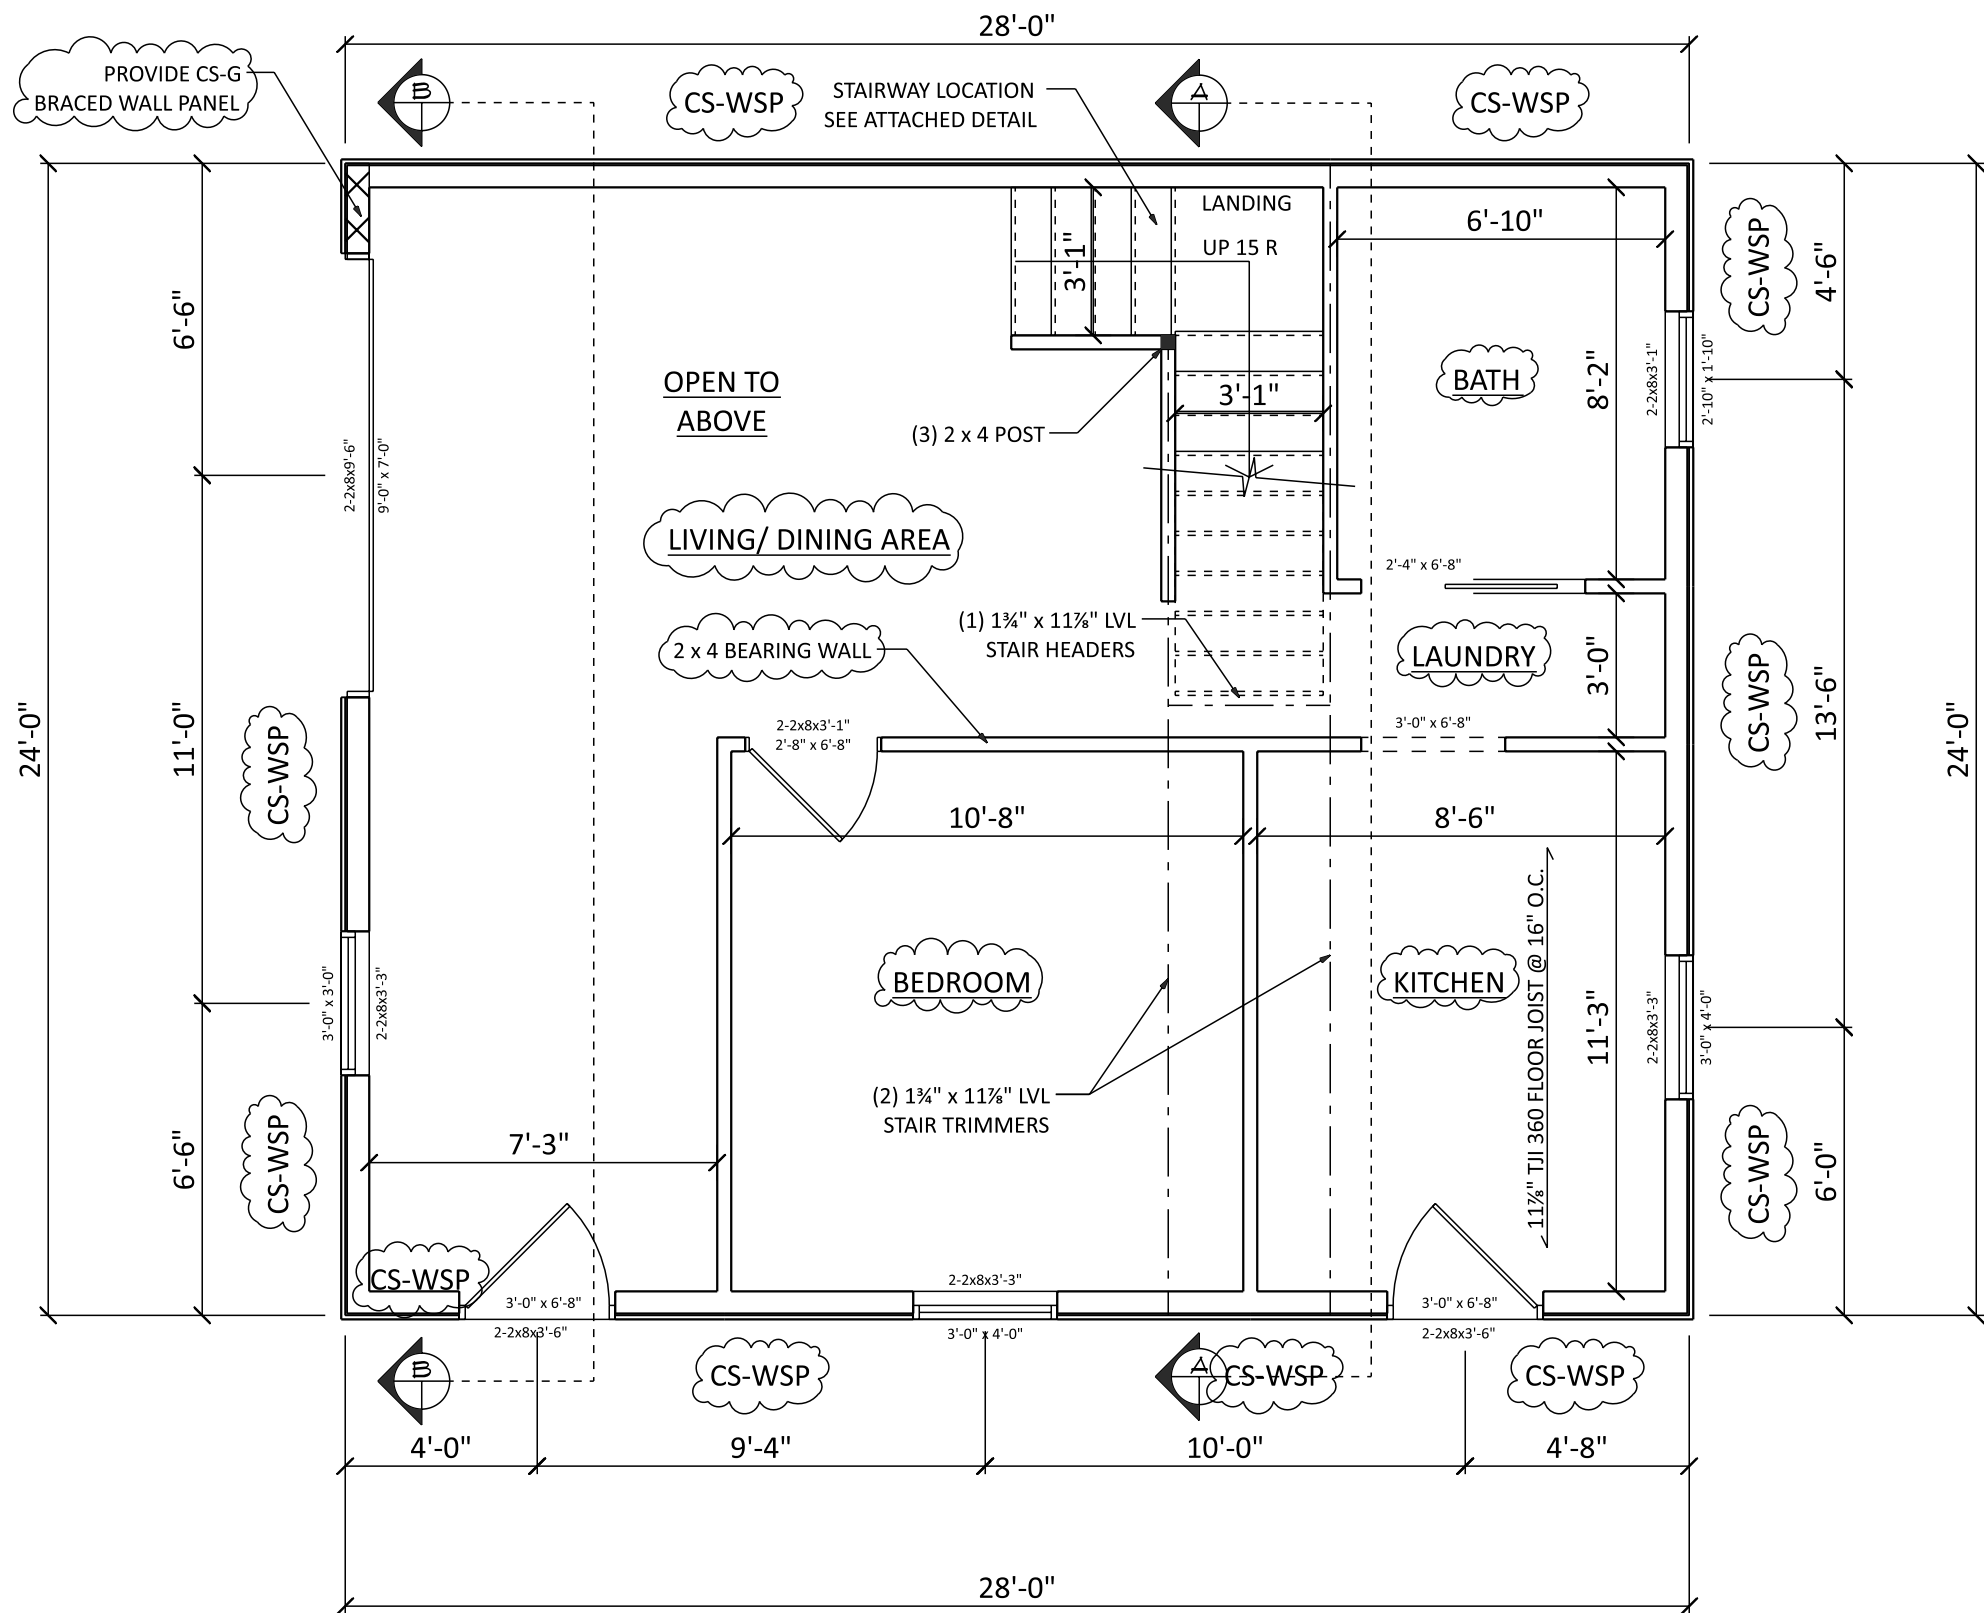 28'-0"
PROVIDE CS-G
BRACED WALL PANEL
B
CS-WSP
STAIRWAY LOCATION
SEE ATTACHED DETAIL
A
CS-WSP
LANDING
UP 15 R
3'-1"
6'-10"
CS-WSP
4'-6"
6'-6"
8'-2"
2-2x8x3'-1"
2'-10" x 1'-10"
OPEN TO
ABOVE
BATH
3'-1"
(3) 2 x 4 POST
2-2x8x9'-6"
9'-0" x 7'-0"
LIVING/ DINING AREA
2'-4" x 6'-8"
(1) 1¾" x 11⅞" LVL
STAIR HEADERS
2 x 4 BEARING WALL
LAUNDRY
3'-0"
CS-WSP
13'-6"
24'-0"
11'-0"
CS-WSP
2-2x8x3'-1"
2'-8" x 6'-8"
3'-0" x 6'-8"
24'-0"
10'-8"
8'-6"
BEDROOM
KITCHEN
3'-0" x 3'-0"
2-2x8x3'-3"
11⅞" TJI 360 FLOOR JOIST @ 16" O.C.
11'-3"
2-2x8x3'-3"
3'-0" x 4'-0"
(2) 1¾" x 11⅞" LVL
STAIR TRIMMERS
6'-6"
CS-WSP
7'-3"
CS-WSP
6'-0"
CS-WSP
3'-0" x 6'-8"
2-2x8x3'-6"
2-2x8x3'-3"
3'-0" x 4'-0"
3'-0" x 6'-8"
2-2x8x3'-6"
B
CS-WSP
A
CS-WSP
CS-WSP
4'-0"
9'-4"
10'-0"
4'-8"
28'-0"